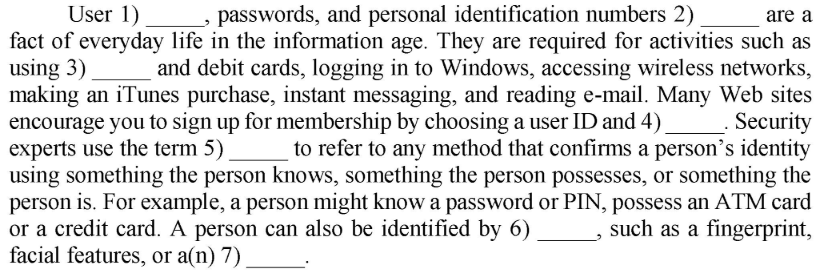 User 1) _____, passwords, and personal identification numbers 2) _____ are a
fact of everyday life in the information age. They are required for activities such as
using 3) _____ and debit cards, logging in to Windows, accessing wireless networks,
making an iTunes purchase, instant messaging, and reading e-mail. Many Web sites
encourage you to sign up for membership by choosing a user ID and 4) _____. Security
experts use the term 5) _____ to refer to any method that confirms a person’s identity
using something the person knows, something the person possesses, or something the
person is. For example, a person might know a password or PIN, possess an ATM card
or a credit card. A person can also be identified by 6) _____, such as a fingerprint,
facial features, or a(n) 7) _____.